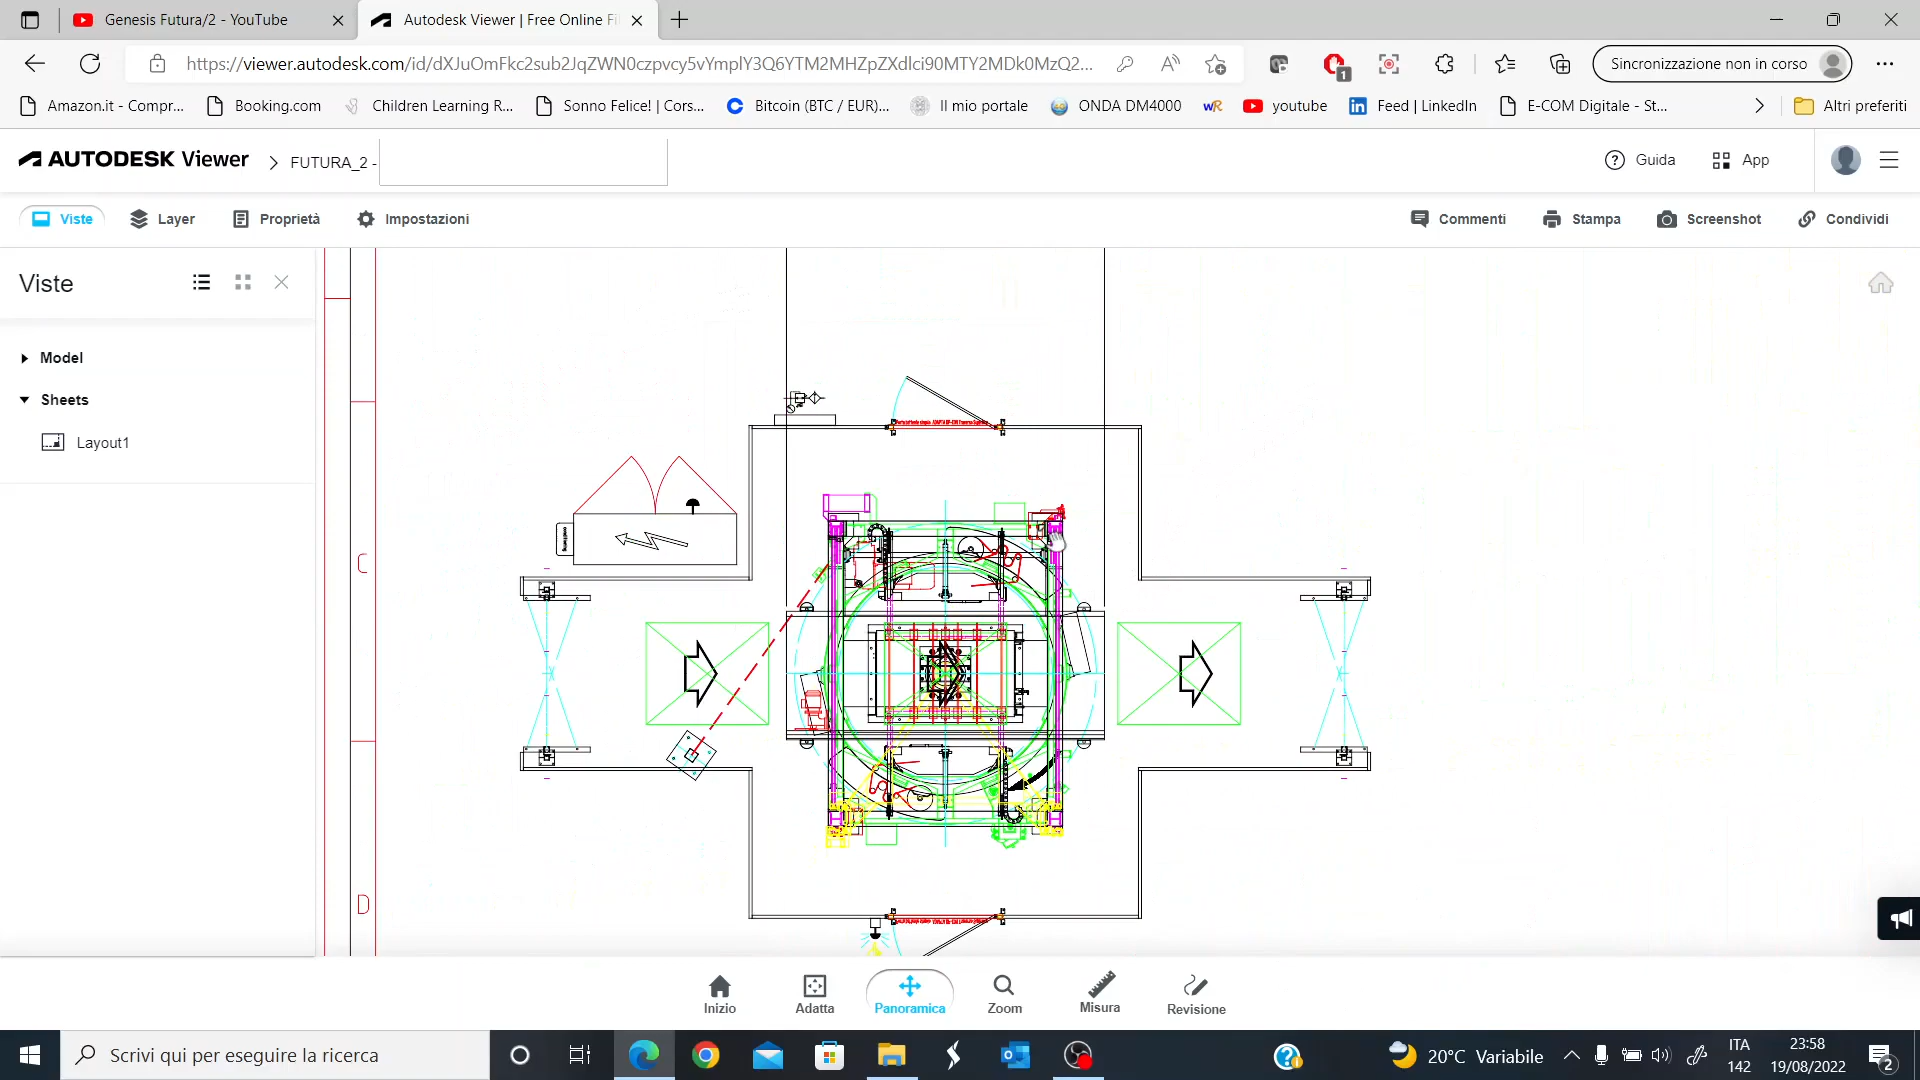 Genesis Futura/2 - YouTube
Autodesk Viewer | Free Online Fi
https://viewer.autodesk.com/id/dXJuOmFkc2sub2JqZWN0czpvcy5vYmplY3Q6YTM2MHZpZXdlci90MTY2MDk0MzQ2...
1
Sincronizzazione non in corso
Amazon.it - Compr...
Booking.com
Children Learning R...
Sonno Felice! | Cors...
Bitcoin (BTC / EUR)...
Il mio portale
ONDA DM4000
wR
youtube
Feed | LinkedIn
E-COM Digitale - St...
Altri preferiti
AUTODESK Viewer
FUTURA_2 -
Guida
App
Viste
Layer
Proprietà
Impostazioni
Commenti
Stampa
Screenshot
Condividi
Viste
Model
Sheets
Layout1
C
D
Inizio
Adatta
Panoramica
Zoom
Misura
Revisione
Scrivi qui per eseguire la ricerca
20°C Variabile
ITA
142
23:58
19/08/2022
2